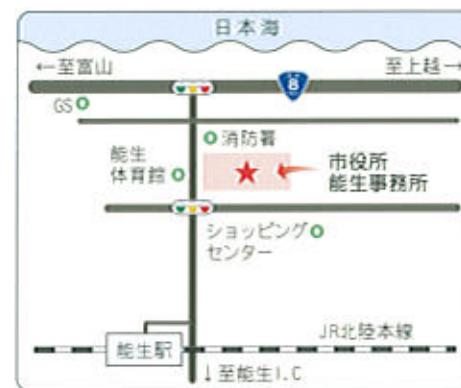 日本海
←至富山
至上越→
8
GS
消防署
能生
体育館
市役所
能生事務所
ショッピング
センター
JR北陸本線
能生駅
↓至能生I.C